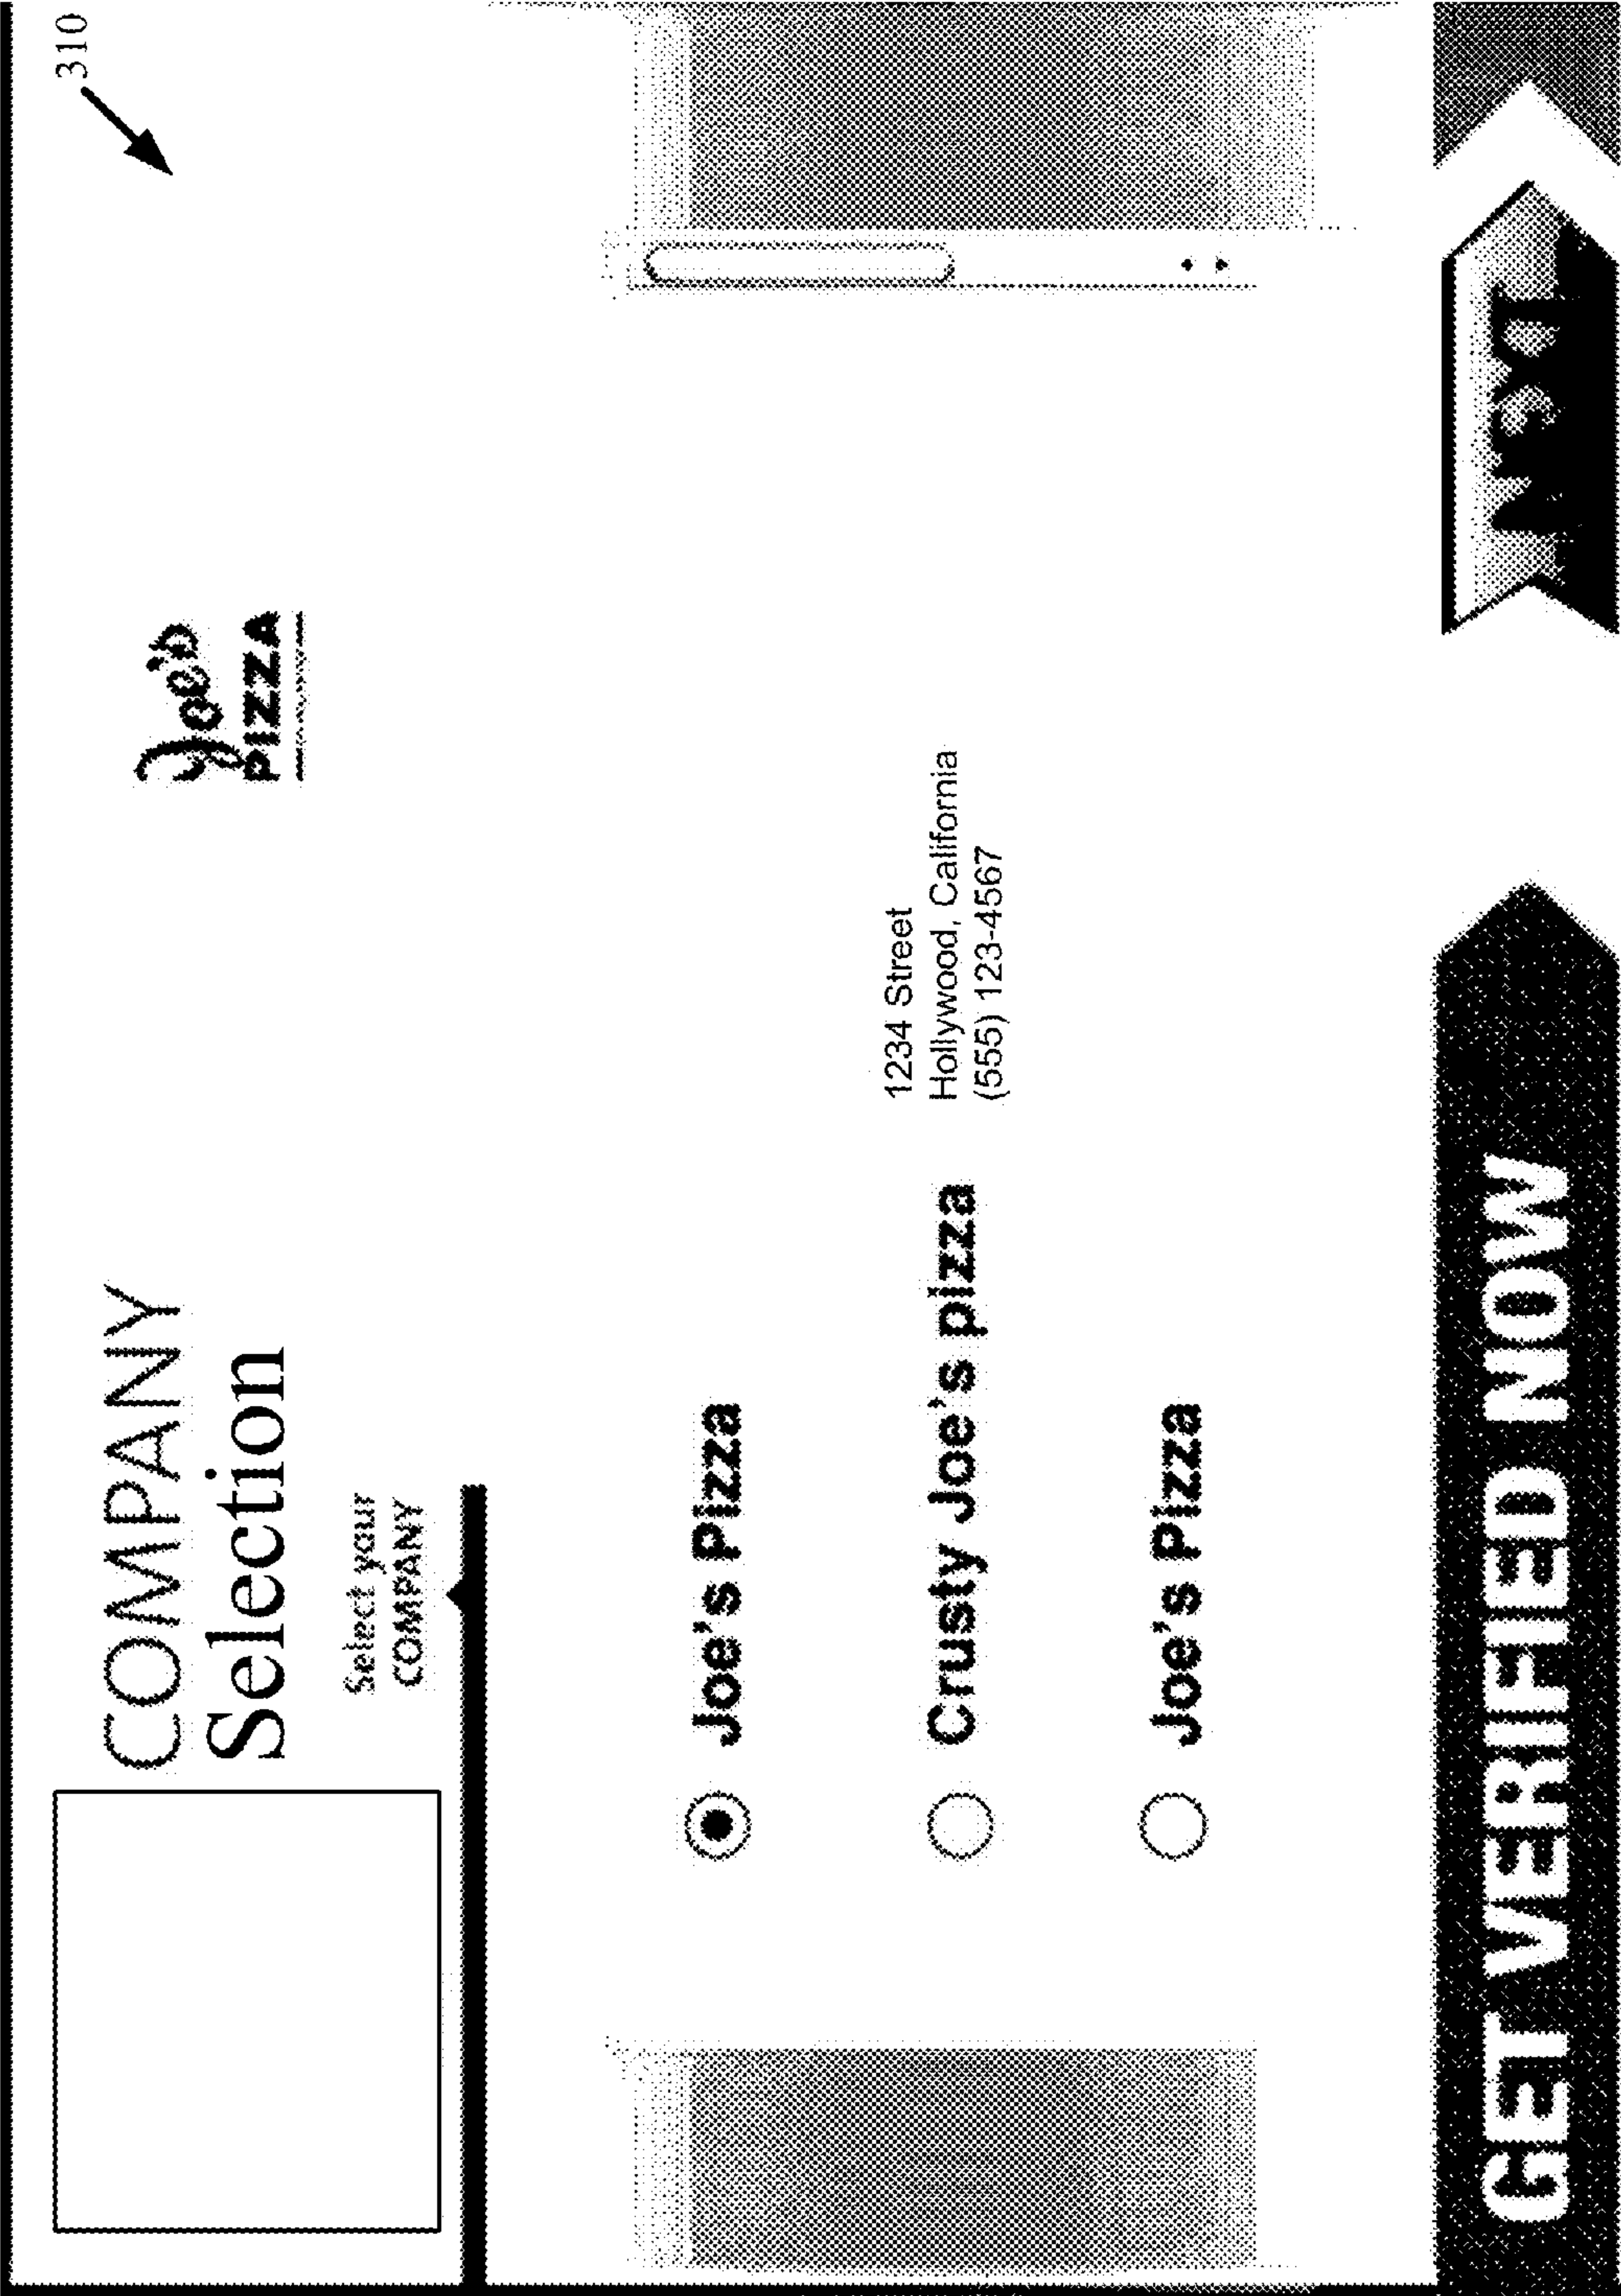 310
COMPANY
Selection
Joe's
PIZZA
Select your
COMPANY
Joe's Pizza
Crusty Joe's pizza
1234 Street
Hollywood, California
(555) 123-4567
Joe's Pizza
GET VERIFIED NOW
NEXT